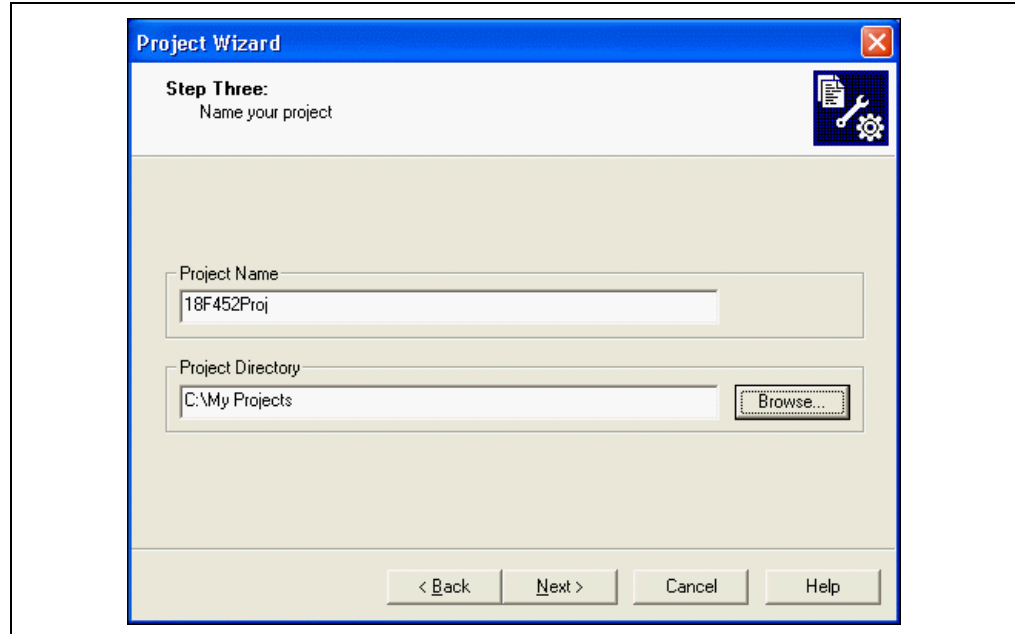 Project Wizard
Step Three:
Name your project
Project Name
18F452Proj
Project Directory
C:\My Projects
Browse...
< Back
Next >
Cancel
Help